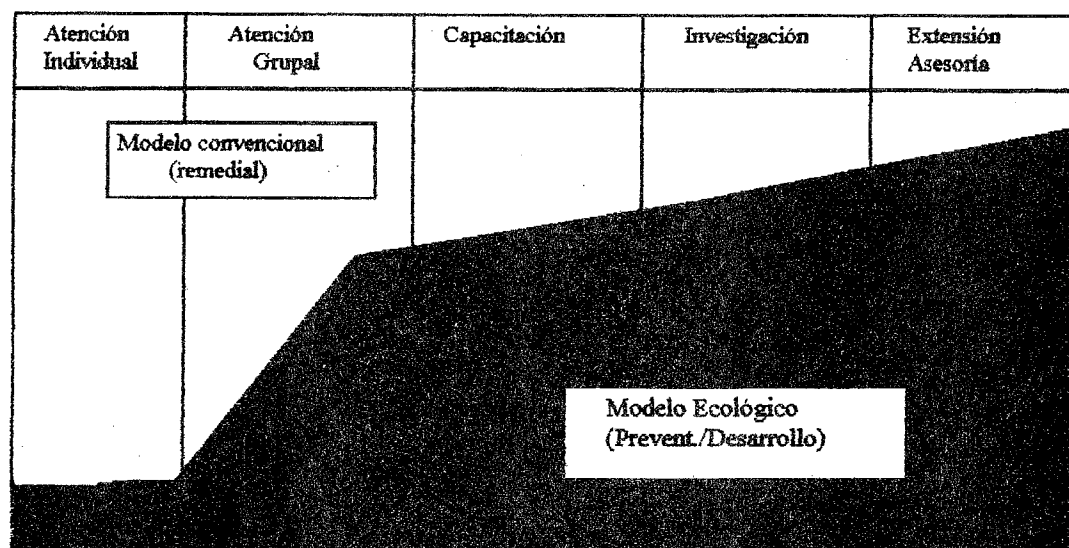 Atención
Individual
Atención
Grupal
Capacitación
Investigación
Extensión
Asesoría
Modelo convencional
(remedial)
Modelo Ecológico
(Prevent./Desarrollo)